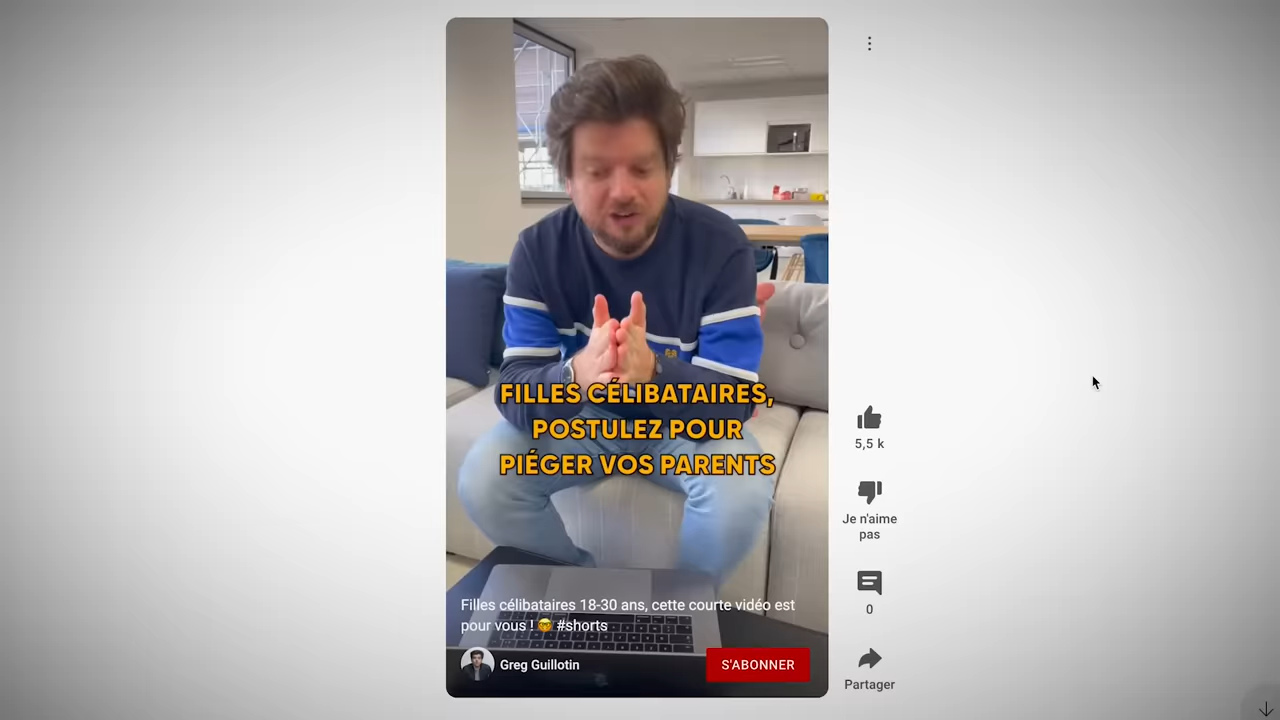 FILLES CÉLIBATAIRES,
POSTULEZ POUR
PIÉGER VOS PARENTS
5,5 k
Je n'aime
pas
0
Partager
Filles célibataires 18-30 ans, cette courte vidéo est
pour vous ! 🤯 #shorts
Greg Guillotin
S'ABONNER